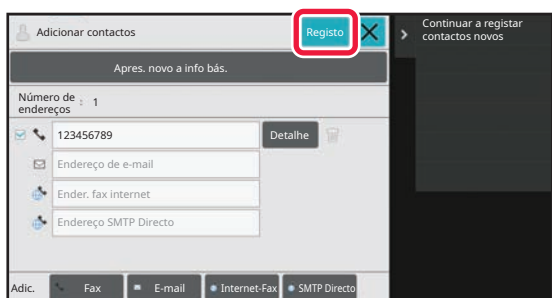 Adicionar contactos
Registo
Continuar a registar
contactos novos
Apres. novo a info bás.
Número de
endereços : 1
123456789
Detalhe
Endereço de e-mail
Ender. fax internet
Endereço SMTP Directo
Adic.
Fax
E-mail
Internet-Fax
SMTP Directo